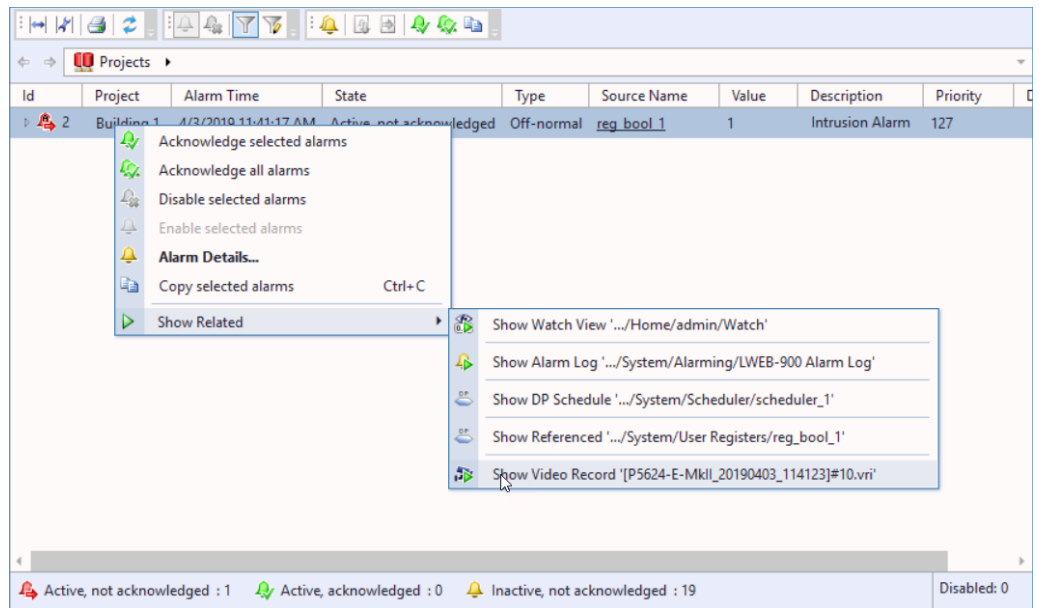 Projects
Id Project Alarm Time State Type Source Name Value Description Priority
2 Building 1 4/3/2019 11:41:17 AM Active, not acknowledged Off-normal reg_bool_1 1 Intrusion Alarm 127
Acknowledge selected alarms
Acknowledge all alarms
Disable selected alarms
Enable selected alarms
Alarm Details...
Copy selected alarms Ctrl+C
Show Related
Show Watch View '.../Home/admin/Watch'
Show Alarm Log '.../System/Alarming/LWEB-900 Alarm Log'
Show DP Schedule '.../System/Scheduler/scheduler_1'
Show Referenced '.../System/User Registers/reg_bool_1'
Show Video Record '[P5624-E-MkII_20190403_114123]#10.vri'
Active, not acknowledged : 1 Active, acknowledged : 0 Inactive, not acknowledged : 19 Disabled: 0